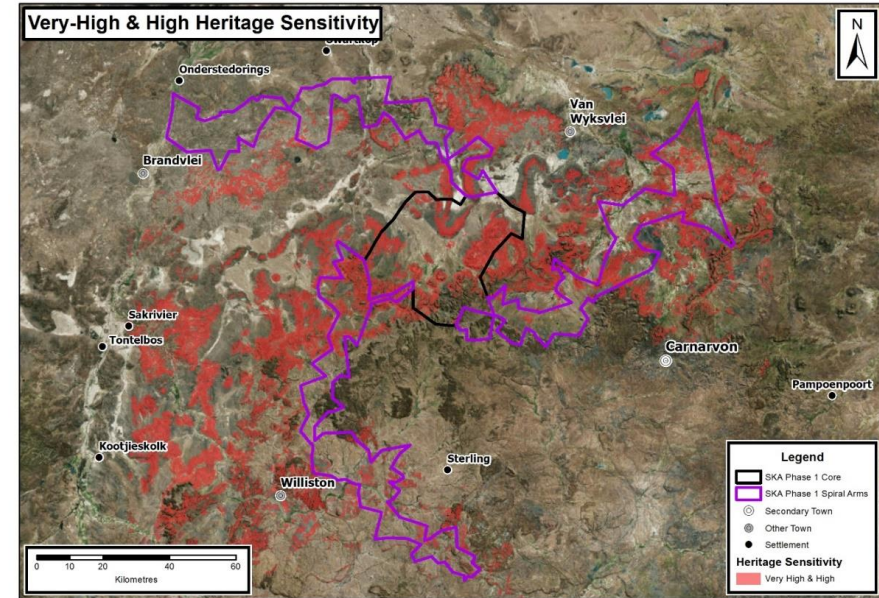 Very-High & High Heritage Sensitivity
N
Swartkop
Onderstedorings
Van
Wyksvlei
Brandvlei
Sakrivier
Tontelbos
Carnarvon
Pampoenpoort
Kootjieskolk
Sterling
Williston
Legend
SKA Phase 1 Core
SKA Phase 1 Spiral Arms
Secondary Town
Other Town
Settlement
Heritage Sensitivity
Very High & High
0 10 20 40 60
Kilometres